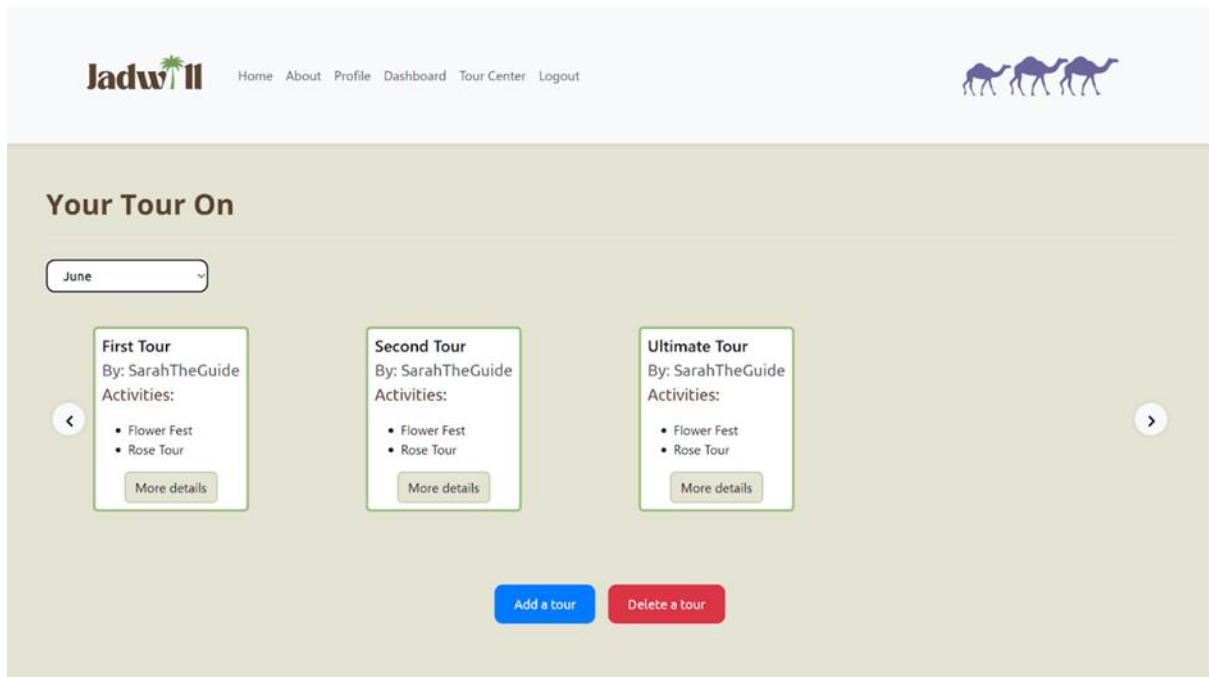 Jadwill
Home About Profile Dashboard Tour Center Logout
Your Tour On
June
First Tour
By: SarahTheGuide
Activities:
• Flower Fest
• Rose Tour
More details
Second Tour
By: SarahTheGuide
Activities:
• Flower Fest
• Rose Tour
More details
Ultimate Tour
By: SarahTheGuide
Activities:
• Flower Fest
• Rose Tour
More details
Add a tour
Delete a tour